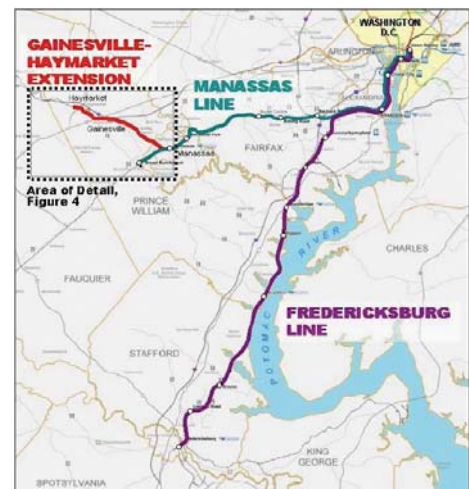 WASHINGTON
D.C.
ARLINGTON
GAINESVILLE-
HAYMARKET
EXTENSION
MANASSAS
LINE
ALEXANDRIA
Haymarket
Gainesville
Manassas
FAIRFAX
Area of Detail,
Figure 4
PRINCE
WILLIAM
CHARLES
POTOMAC RIVER
FAUQUIER
FREDERICKSBURG
LINE
STAFFORD
KING
GEORGE
SPOTSYLVANIA